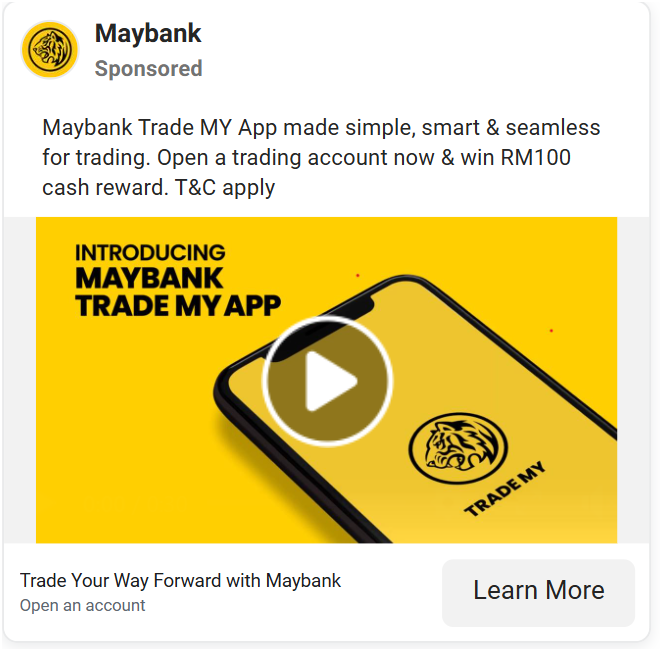 Maybank
Sponsored
Maybank Trade MY App made simple, smart & seamless
for trading. Open a trading account now & win RM100
cash reward. T&C apply
INTRODUCING
MAYBANK
TRADE MY APP
TRADE MY
Trade Your Way Forward with Maybank
Open an account
Learn More